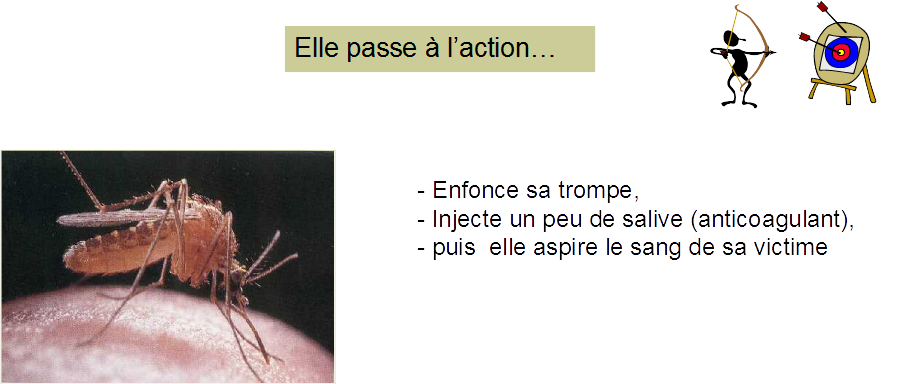 Elle passe à l’action…
- Enfonce sa trompe,
- Injecte un peu de salive (anticoagulant),
- puis  elle aspire le sang de sa victime